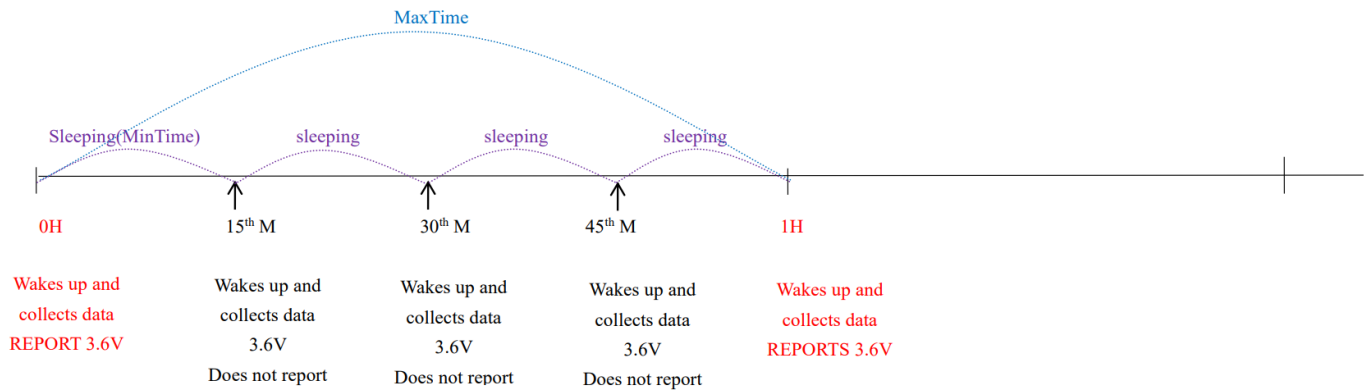 MaxTime
Sleeping(MinTime) sleeping sleeping sleeping
0H 15th M 30th M 45th M 1H
Wakes up and
collects data
REPORT 3.6V
Wakes up and
collects data
3.6V
Does not report
Wakes up and
collects data
3.6V
Does not report
Wakes up and
collects data
3.6V
Does not report
Wakes up and
collects data
REPORTS 3.6V